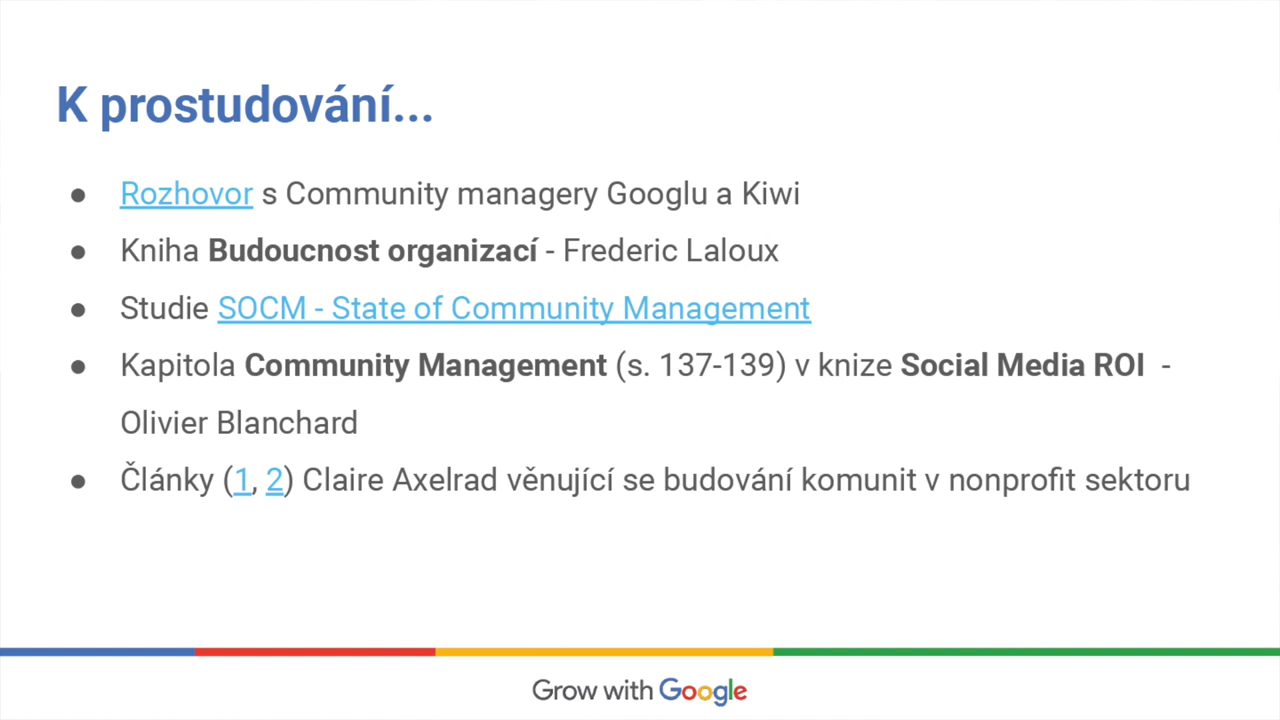 K prostudování...
● Rozhovor s Community managery Googlu a Kiwi
● Kniha Budoucnost organizací - Frederic Laloux
● Studie SOCM - State of Community Management
● Kapitola Community Management (s. 137-139) v knize Social Media ROI -
Olivier Blanchard
● Články (1, 2) Claire Axelrad věnující se budování komunit v nonprofit sektoru
Grow with Google